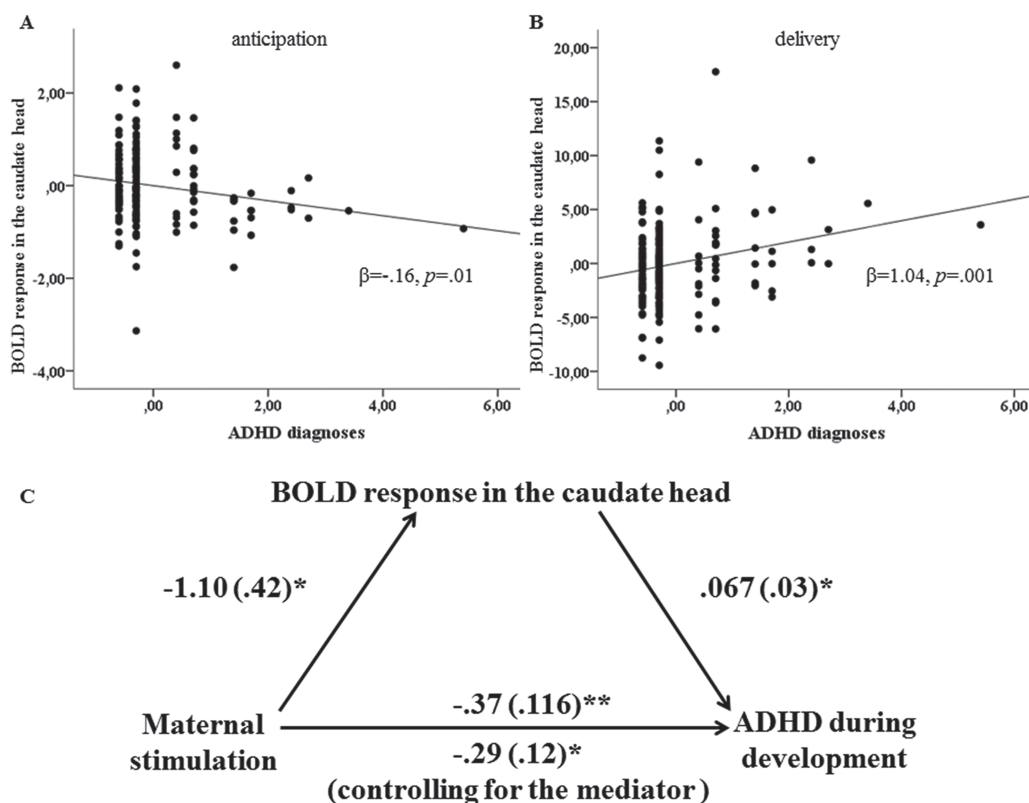 A
anticipation
BOLD response in the caudate head
2,00
,00
-2,00
-4,00
β=-.16, p=.01
,00 2,00 4,00 6,00
ADHD diagnoses
B
delivery
BOLD response in the caudate head
20,00
15,00
10,00
5,00
,00
-5,00
-10,00
β=1.04, p=.001
,00 2,00 4,00 6,00
ADHD diagnoses
C
BOLD response in the caudate head
-1.10 (.42)*
.067 (.03)*
-.37 (.116)**
Maternal
stimulation
ADHD during
development
-.29 (.12)*
(controlling for the mediator )